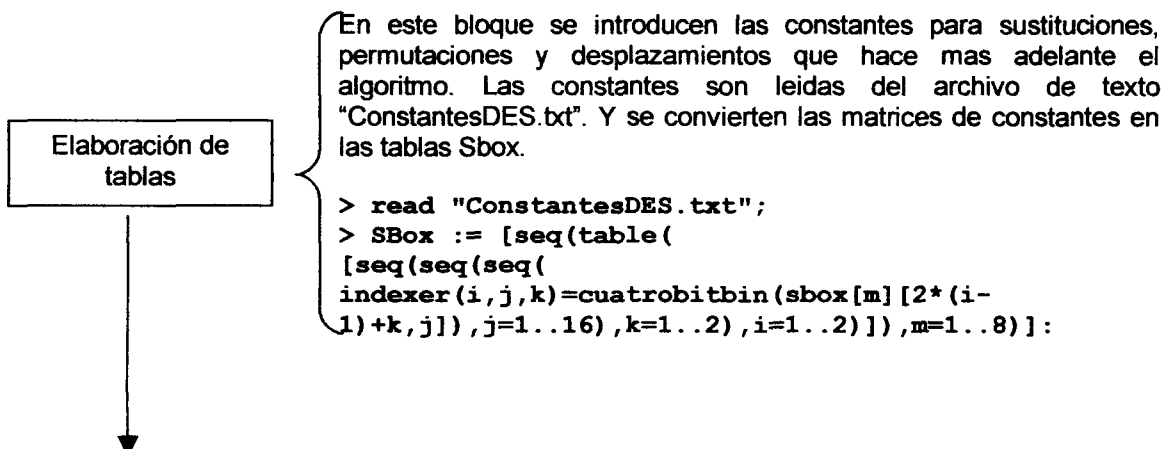 En este bloque se introducen las constantes para sustituciones,
permutaciones y desplazamientos que hace mas adelante el
algoritmo. Las constantes son leidas del archivo de texto
"ConstantesDES.txt". Y se convierten las matrices de constantes en
las tablas Sbox.
Elaboración de
tablas
> read "ConstantesDES.txt";
> SBox := [seq(table(
[seq(seq(seq(
indexer(i,j,k)=cuatrobitbin(sbox[m][2*(i-
1)+k,j]),j=1..16),k=1..2),i=1..2)]),m=1..8)]: